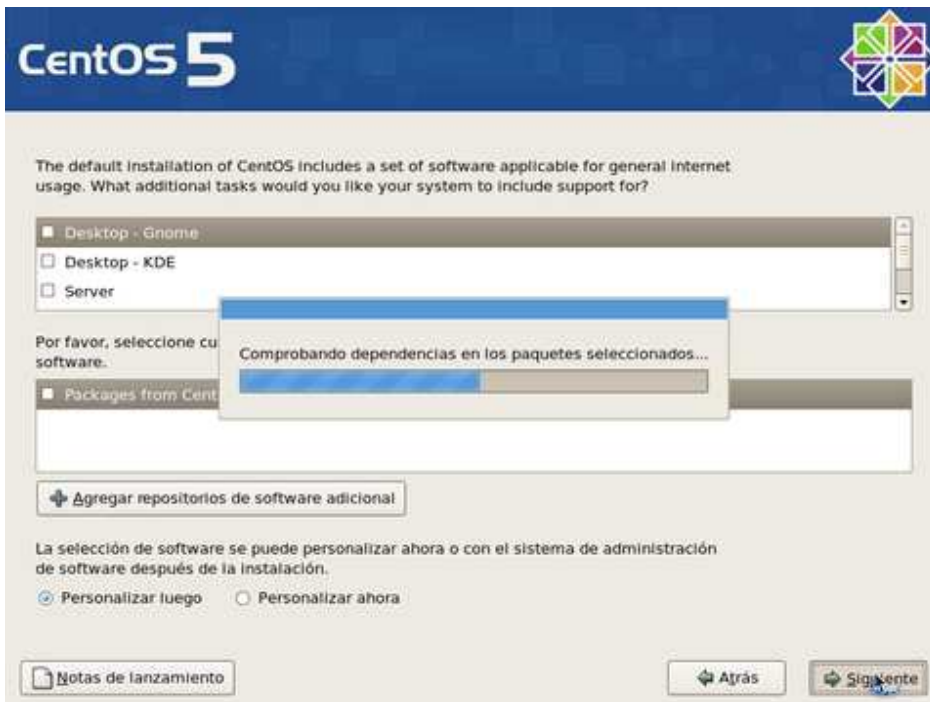 CentOS 5
The default installation of CentOS includes a set of software applicable for general internet
usage. What additional tasks would you like your system to include support for?
Desktop - Gnome
Desktop - KDE
Server
Por favor, seleccione cu
software.
Comprobando dependencias en los paquetes seleccionados...
Packages from Cent
Agregar repositorios de software adicional
La selección de software se puede personalizar ahora o con el sistema de administración
de software después de la instalación.
Personalizar luego Personalizar ahora
Notas de lanzamiento Atrás Siguiente